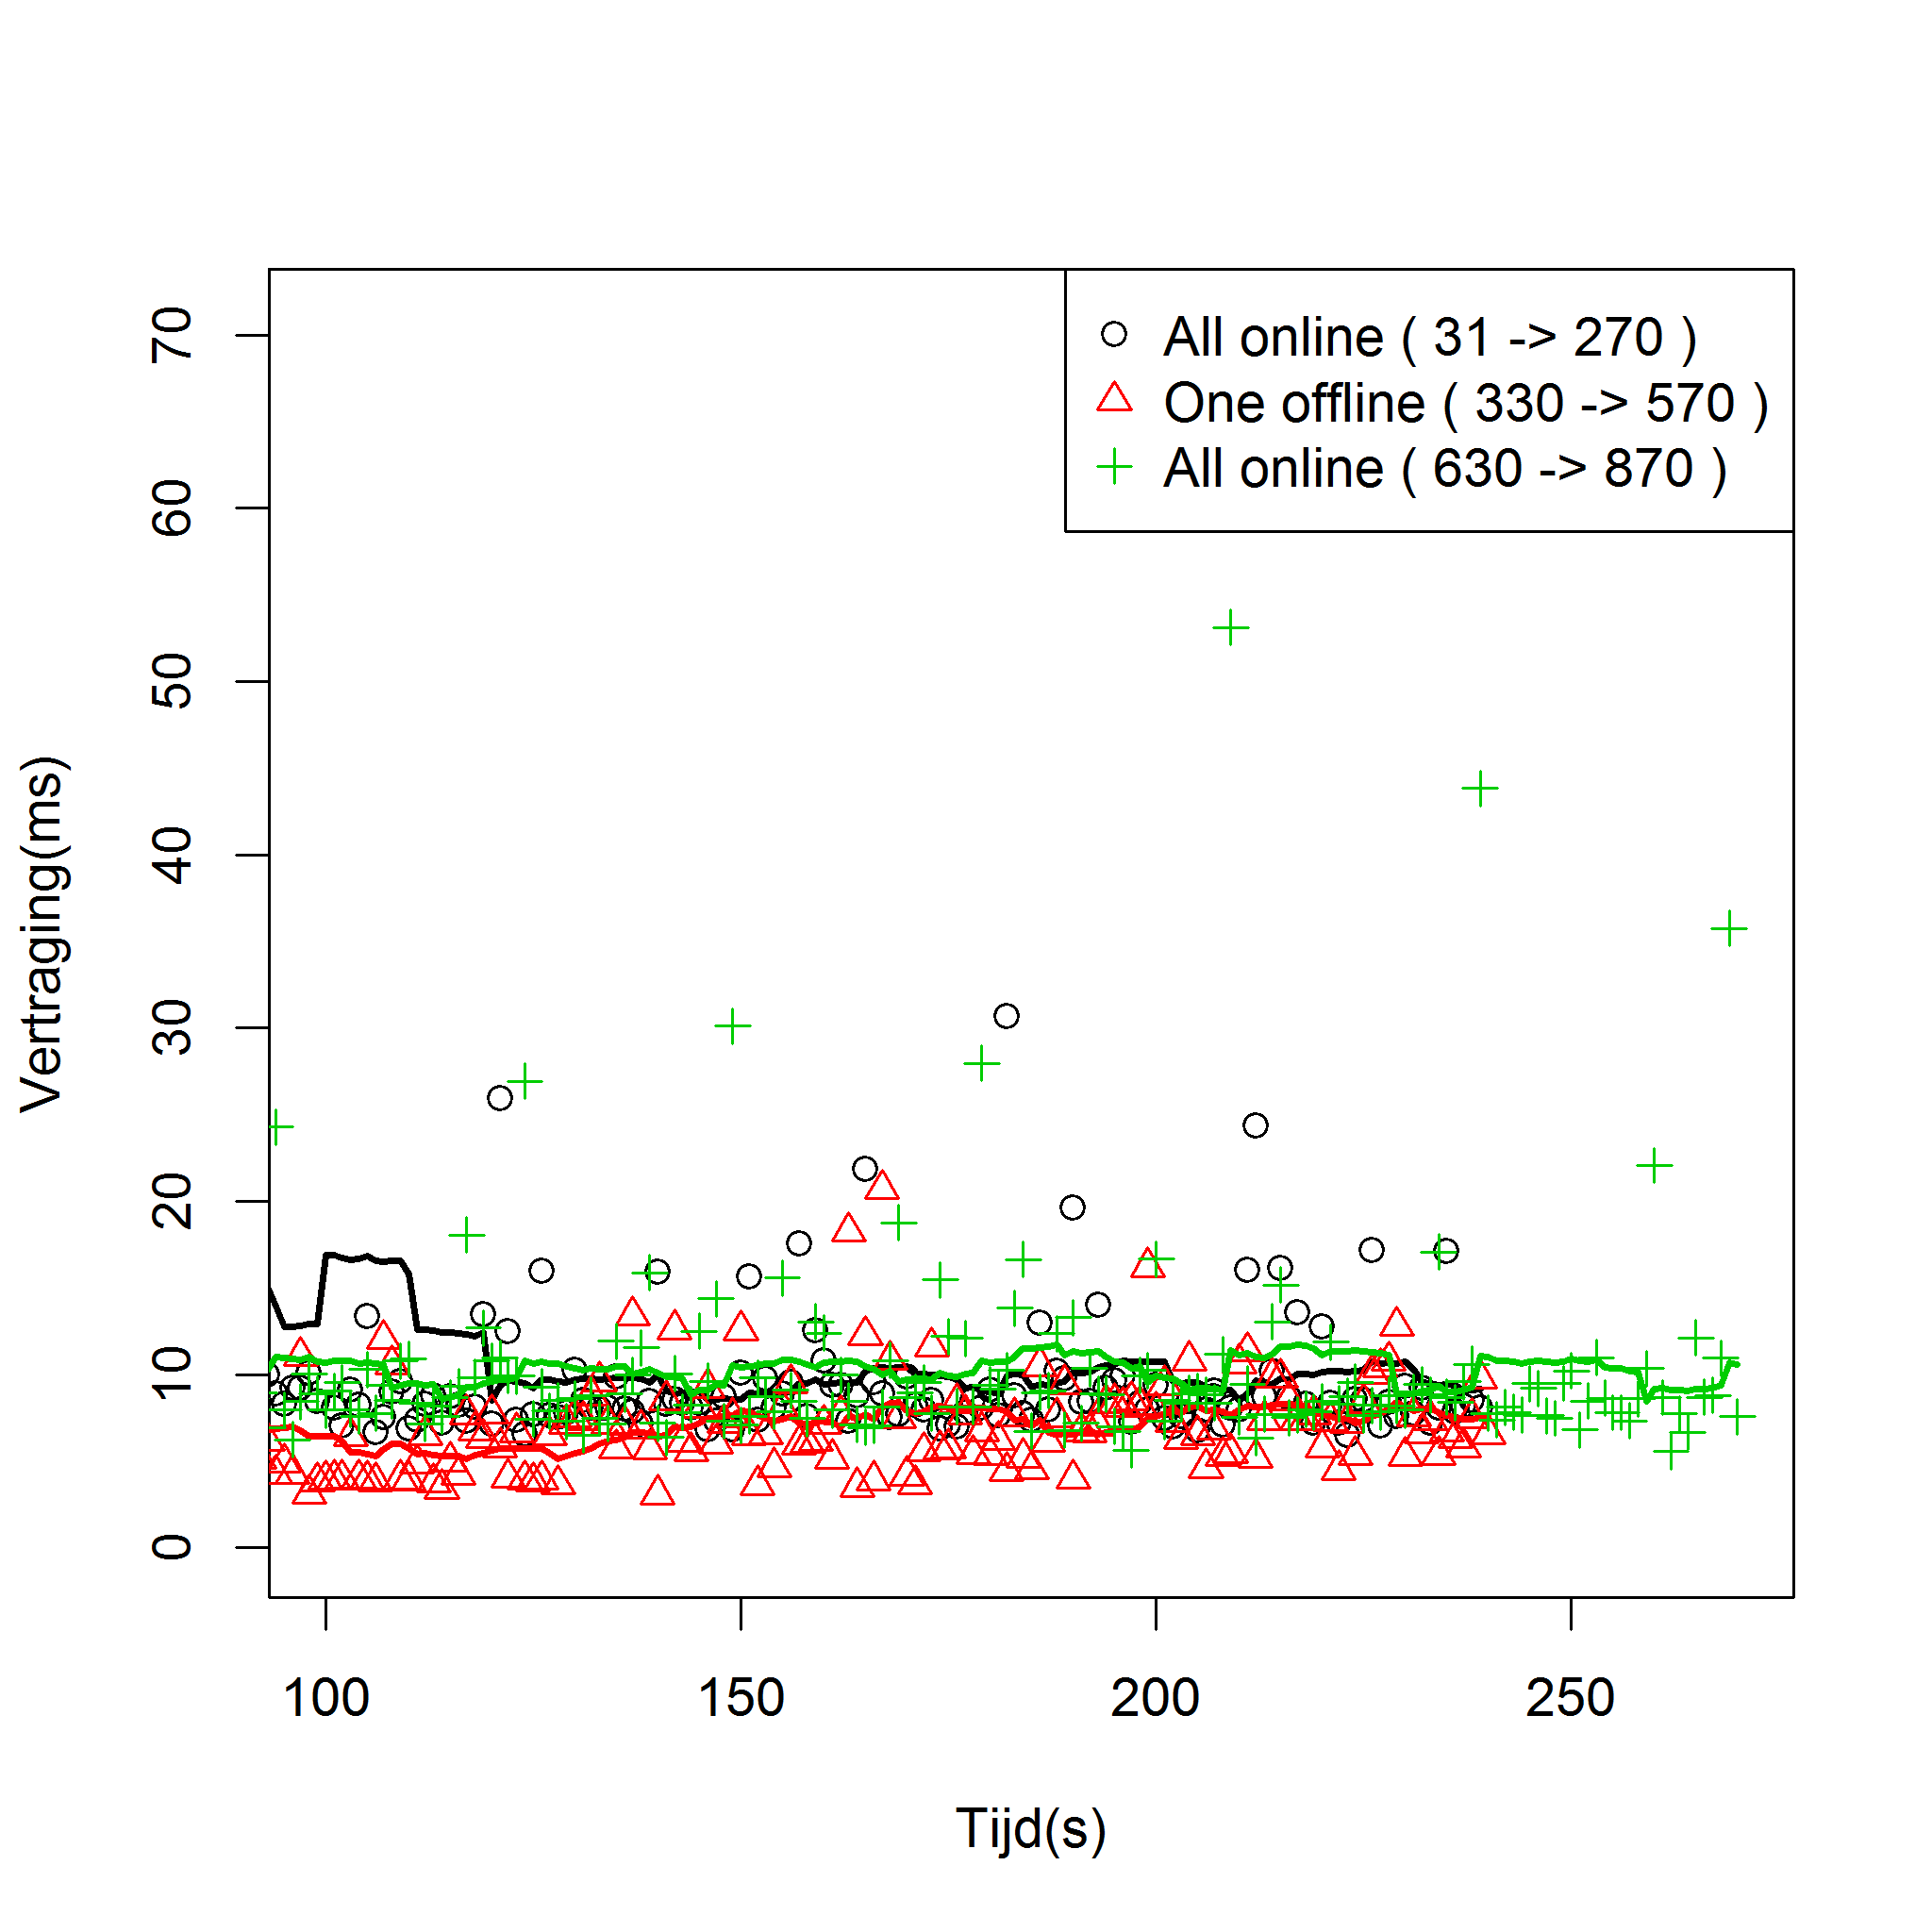 All online ( 31 -> 270 )
One offline ( 330 -> 570 )
All online ( 630 -> 870 )
70
60
50
40
30
20
10
0
Vertraging(ms)
100 150 200 250
Tijd(s)